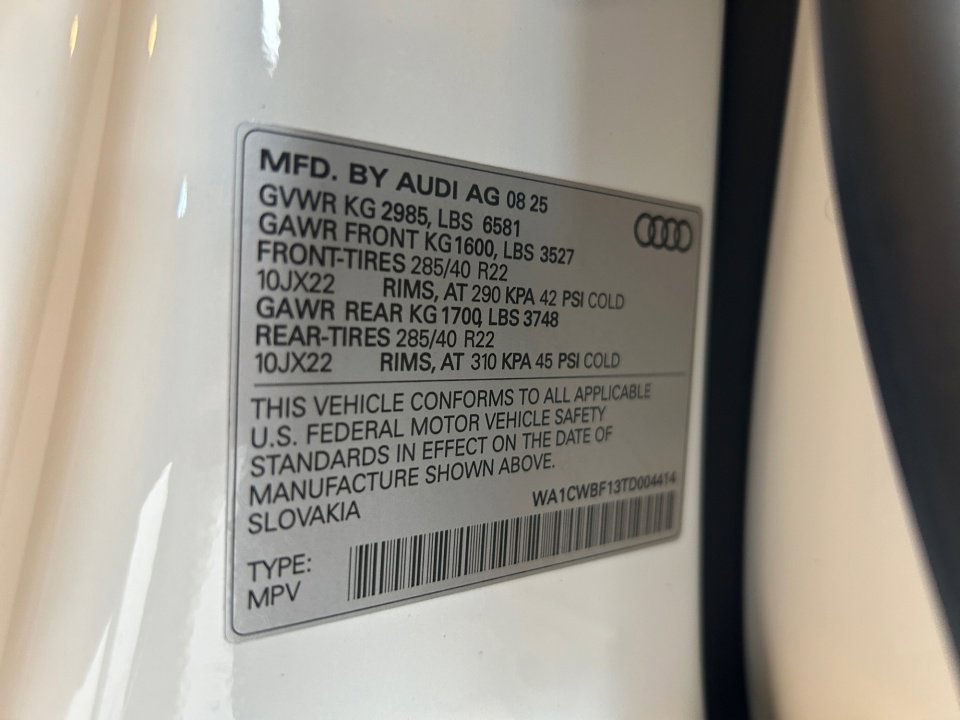 MFD. BY AUDI AG 08 25
GVWR KG 2985, LBS 6581
GAWR FRONT KG1600, LBS 3527
FRONT-TIRES 285/40 R22
10JX22 RIMS, AT 290 KPA 42 PSI COLD
GAWR REAR KG 1700, LBS 3748
REAR-TIRES 285/40 R22
10JX22 RIMS, AT 310 KPA 45 PSI COLD
THIS VEHICLE CONFORMS TO ALL APPLICABLE
U.S. FEDERAL MOTOR VEHICLE SAFETY
STANDARDS IN EFFECT ON THE DATE OF
MANUFACTURE SHOWN ABOVE.
SLOVAKIA
WA1CWBF13TD004414
TYPE:
MPV